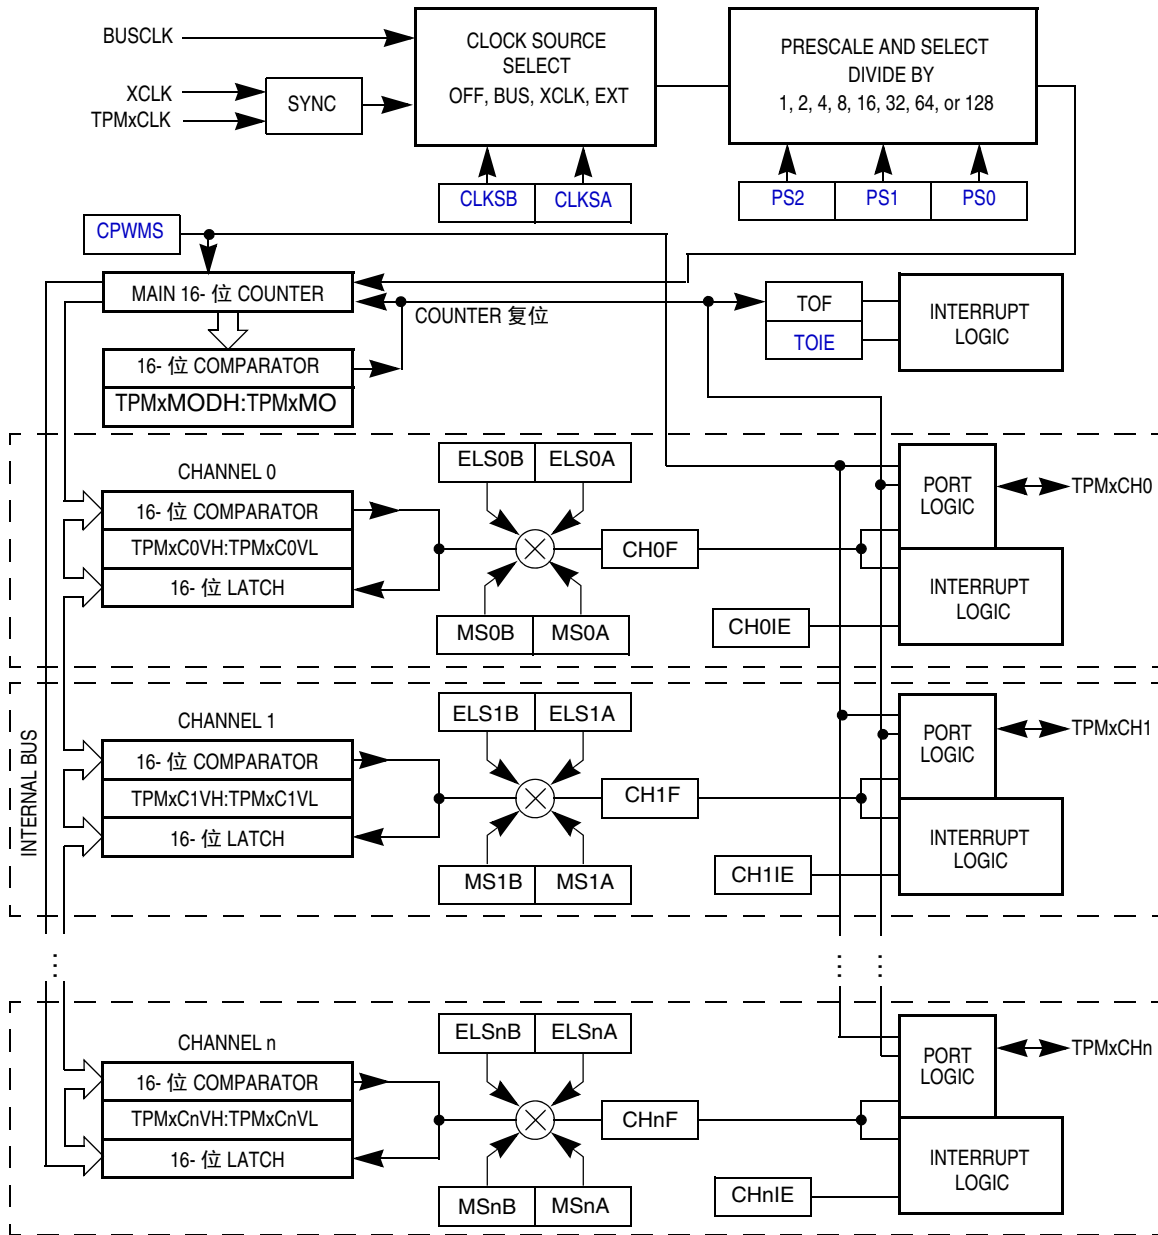 BUSCLK
XCLK
TPMxCLK
SYNC
CLOCK SOURCE
SELECT
OFF, BUS, XCLK, EXT
PRESCALE AND SELECT
DIVIDE BY
1, 2, 4, 8, 16, 32, 64, or 128
CLKSB
CLKSA
PS2
PS1
PS0
CPWMS
MAIN 16- 位 COUNTER
COUNTER 复位
TOF
TOIE
INTERRUPT
LOGIC
16- 位 COMPARATOR
TPMxMODH:TPMxMO
CHANNEL 0
16- 位 COMPARATOR
TPMxC0VH:TPMxC0VL
16- 位 LATCH
ELS0B
ELS0A
MS0B
MS0A
CH0F
CH0IE
PORT
LOGIC
TPMxCH0
INTERRUPT
LOGIC
INTERNAL BUS
CHANNEL 1
16- 位 COMPARATOR
TPMxC1VH:TPMxC1VL
16- 位 LATCH
ELS1B
ELS1A
MS1B
MS1A
CH1F
CH1IE
PORT
LOGIC
TPMxCH1
INTERRUPT
LOGIC
...
...
...
CHANNEL n
16- 位 COMPARATOR
TPMxCnVH:TPMxCnVL
16- 位 LATCH
ELSnB
ELSnA
MSnB
MSnA
CHnF
CHnIE
PORT
LOGIC
TPMxCHn
INTERRUPT
LOGIC